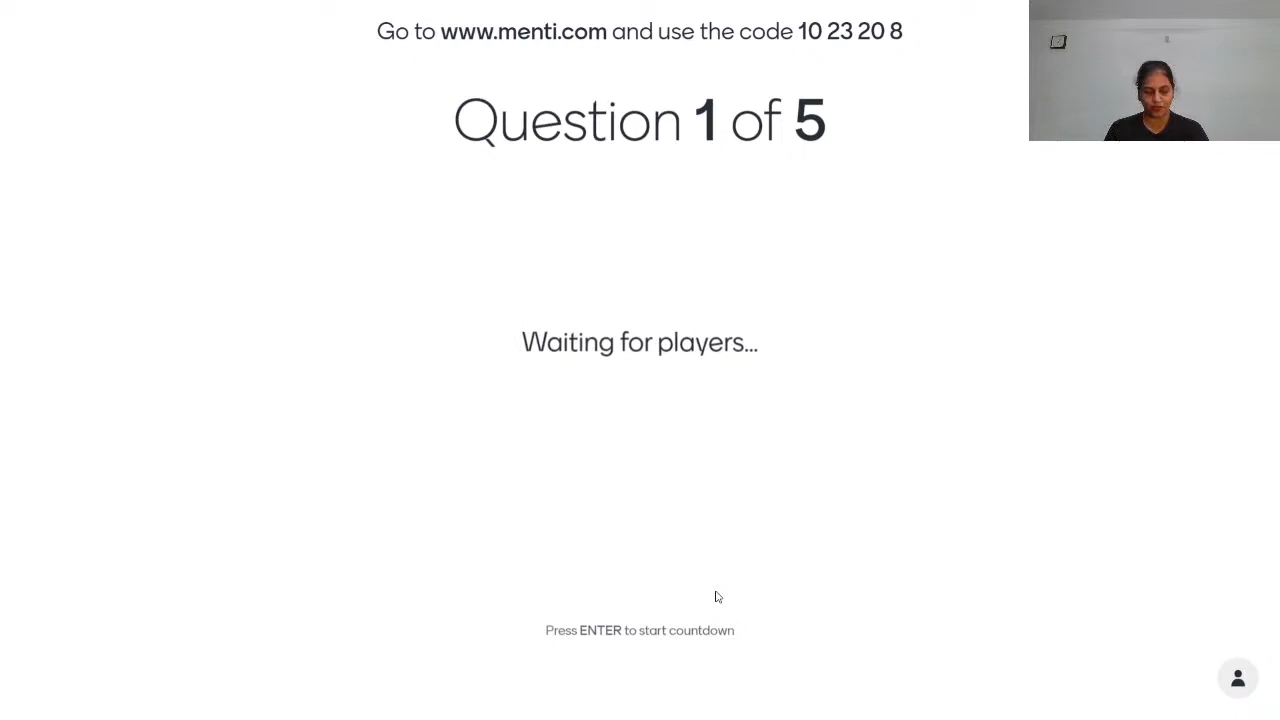 Go to www.menti.com and use the code 10 23 20 8
Question 1 of 5
Waiting for players...
Press ENTER to start countdown